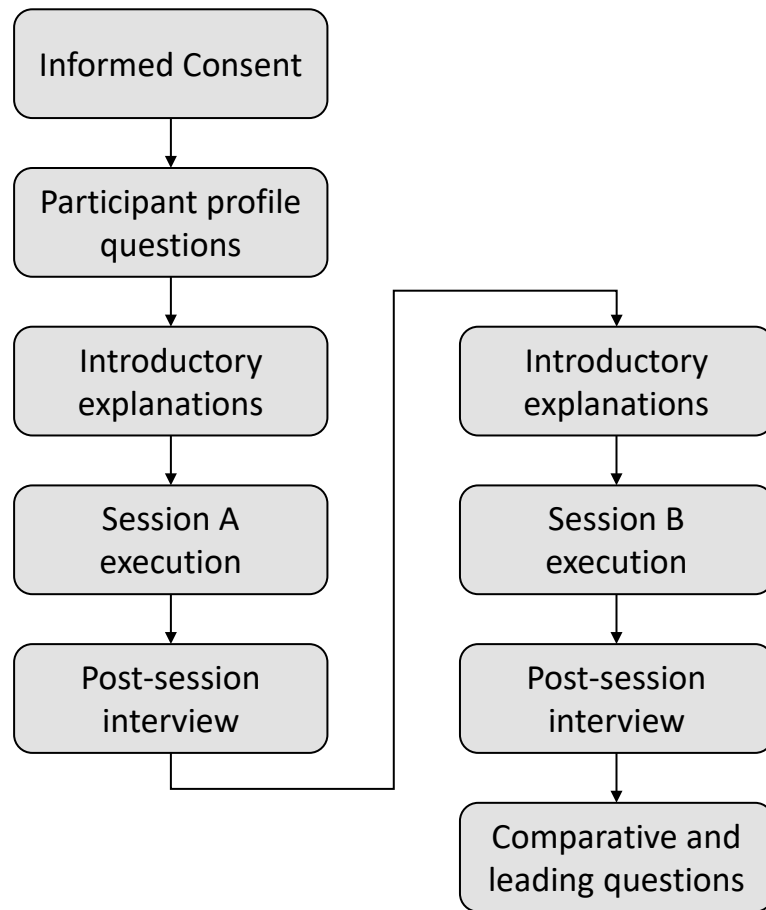 Informed Consent
Participant profile
questions
Introductory
explanations
Session A
execution
Post-session
interview
Introductory
explanations
Session B
execution
Post-session
interview
Comparative and
leading questions